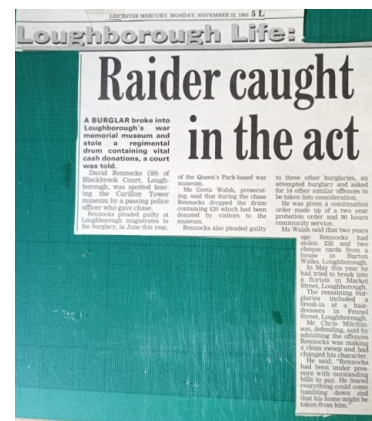 LEICESTER MERCURY, MONDAY, NOVEMBER 22, 1993 5 L
Loughborough Life:
Raider caught
in the act
A BURGLAR broke into
Loughborough's war
memorial museum and
stole a regimental
drum containing vital
cash donations, a court
was told.
David Rennocks (39) of
Blackbrook Court, Lough-
borough, was spotted leav-
ing the Carillon Tower
museum by a passing police
officer who gave chase.
Rennocks pleaded guilty at
Loughborough magistrates to
the burglary, in June this year,
of the Queen's Park-based war
museum.
Ms Greta Walsh, prosecut-
ing, said that during the chase
Rennocks dropped the drum
containing £20 which had been
donated by visitors to the
museum.
Rennocks also pleaded guilty
to three other burglaries, an
attempted burglary and asked
for 14 other similar offences to
be taken into consideration.
He was given a combination
order made up of a two year
probation order and 80 hours
community service.
Ms Walsh said that two years
ago Rennocks had
stolen £35 and two
cheque cards from a
house in Burton
Walks, Loughborough.
In May this year he
had tried to break into
a florists in Market
Street, Loughborough.
The remaining bur-
glaries included a
break-in at a hair-
dressers in Fennel
Street, Loughborough.
Mr Chris Mitchin-
son, defending, said by
admitting the offences
Rennocks was making
a clean sweep and had
changed his character.
He said: "Rennocks
had been under pres-
sure with outstanding
bills to pay. He feared
everything could come
tumbling down and
that his home might be
taken from him."